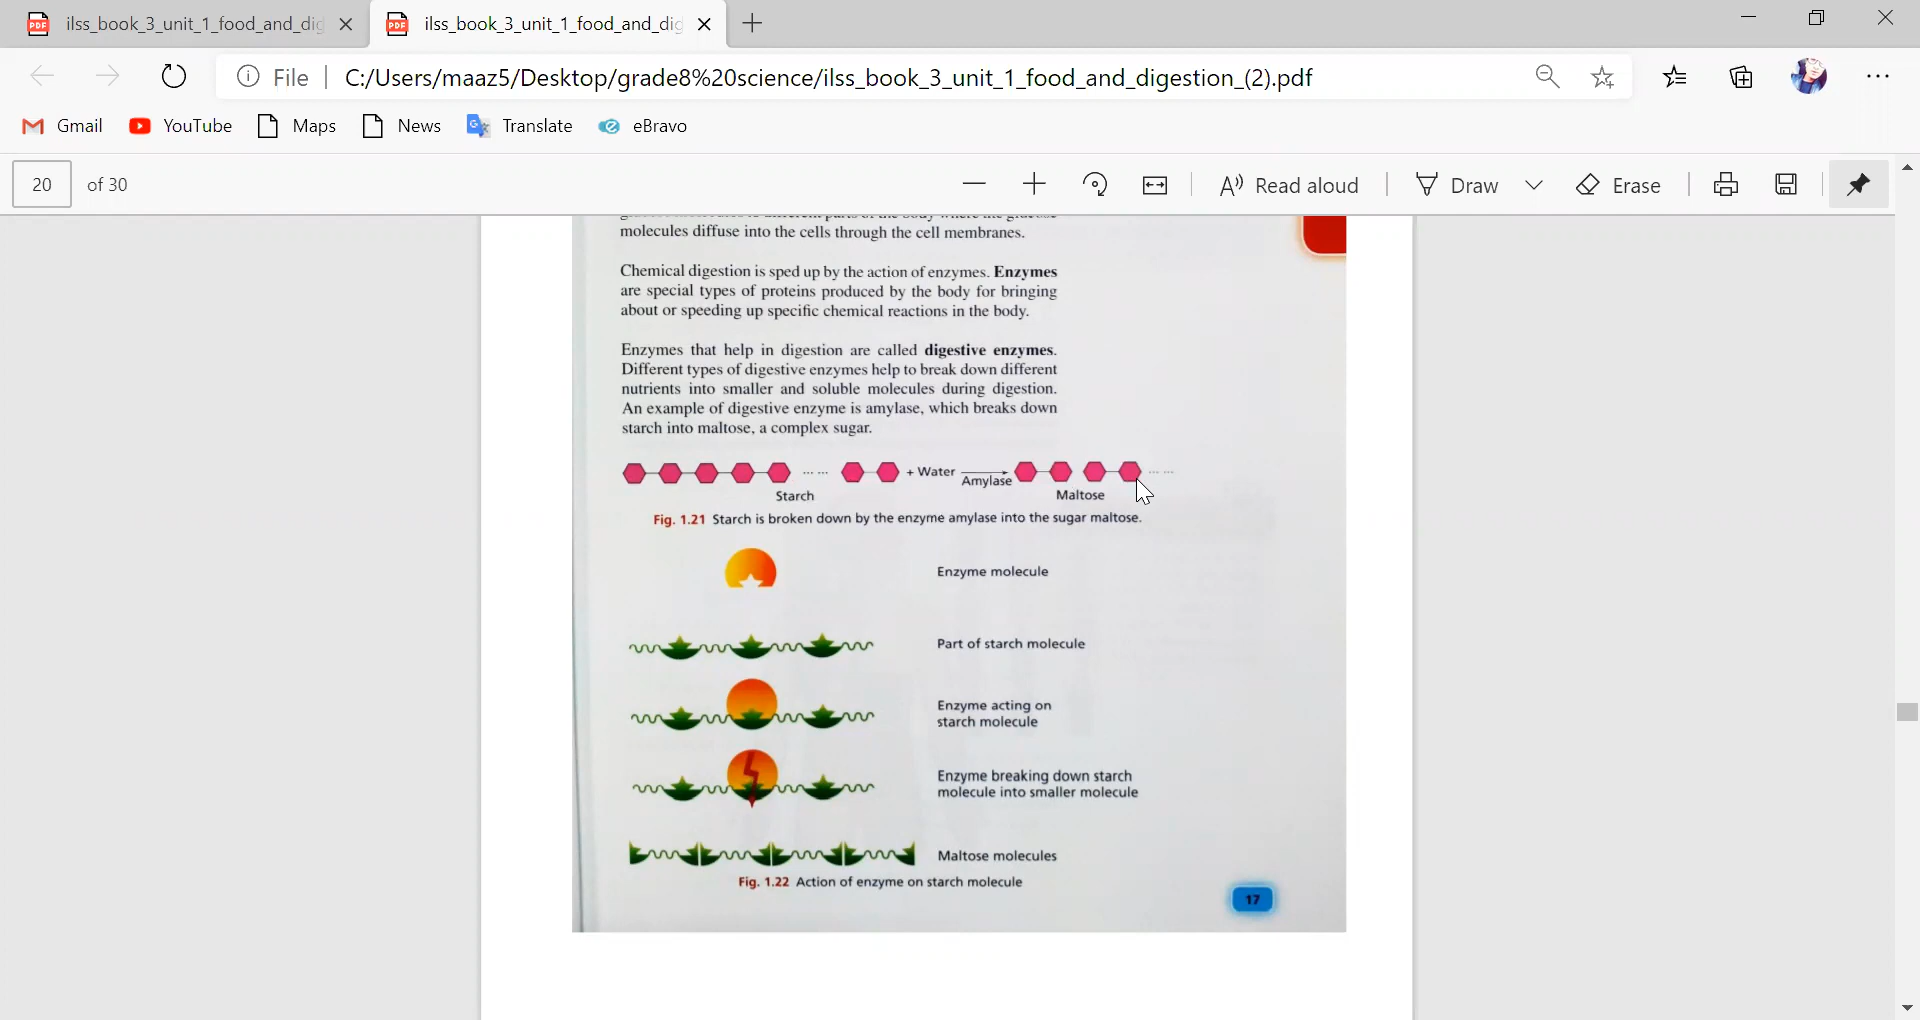 ilss_book_3_unit_1_food_and_dig
ilss_book_3_unit_1_food_and_dig
File
C:/Users/maaz5/Desktop/grade8%20science/ilss_book_3_unit_1_food_and_digestion_(2).pdf
Gmail
YouTube
Maps
News
Translate
eBravo
20 of 30
Read aloud
Draw
Erase
molecules diffuse into the cells through the cell membranes.
Chemical digestion is sped up by the action of enzymes. Enzymes
are special types of proteins produced by the body for bringing
about or speeding up specific chemical reactions in the body.
Enzymes that help in digestion are called digestive enzymes.
Different types of digestive enzymes help to break down different
nutrients into smaller and soluble molecules during digestion.
An example of digestive enzyme is amylase, which breaks down
starch into maltose, a complex sugar.
...... + Water ......
Amylase
Starch
Maltose
Fig. 1.21 Starch is broken down by the enzyme amylase into the sugar maltose.
Enzyme molecule
Part of starch molecule
Enzyme acting on
starch molecule
Enzyme breaking down starch
molecule into smaller molecule
Maltose molecules
Fig. 1.22 Action of enzyme on starch molecule
17